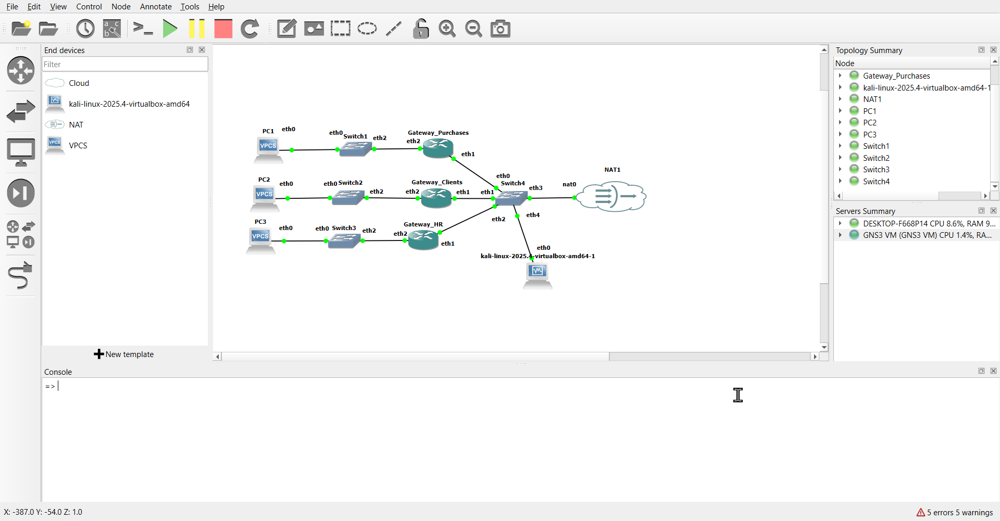 File Edit View Control Node Annotate Tools Help
End devices
Filter
Cloud
kali-linux-2025.4-virtualbox-amd64
NAT
VPCS
New template
PC1
eth0
eth0
Switch1
eth2
Gateway_Purchases
eth2
eth1
VPCS
PC2
eth0
eth0
Switch2
eth2
Gateway_Clients
eth2
eth1
VPCS
PC3
eth0
eth0
Switch3
eth2
Gateway_HR
eth2
eth1
VPCS
eth0
Switch4
eth1
eth3
eth2
eth4
nat0
NAT1
eth0
kali-linux-2025.4-virtualbox-amd64-1
Topology Summary
Node
Gateway_Purchases
kali-linux-2025.4-virtualbox-amd64-1
NAT1
PC1
PC2
PC3
Switch1
Switch2
Switch3
Switch4
Servers Summary
DESKTOP-F668P14 CPU 8.6%, RAM 9...
GNS3 VM (GNS3 VM) CPU 1.4%, RA...
Console
=>
X: -387.0 Y: -54.0 Z: 1.0
5 errors 5 warnings